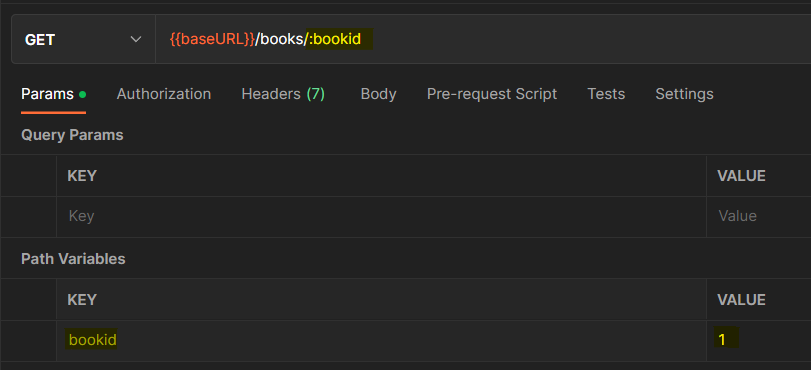 GET {{baseURL}}/books/:bookid
Params Authorization Headers (7) Body Pre-request Script Tests Settings
Query Params
KEY VALUE
Key Value
Path Variables
KEY VALUE
bookid 1